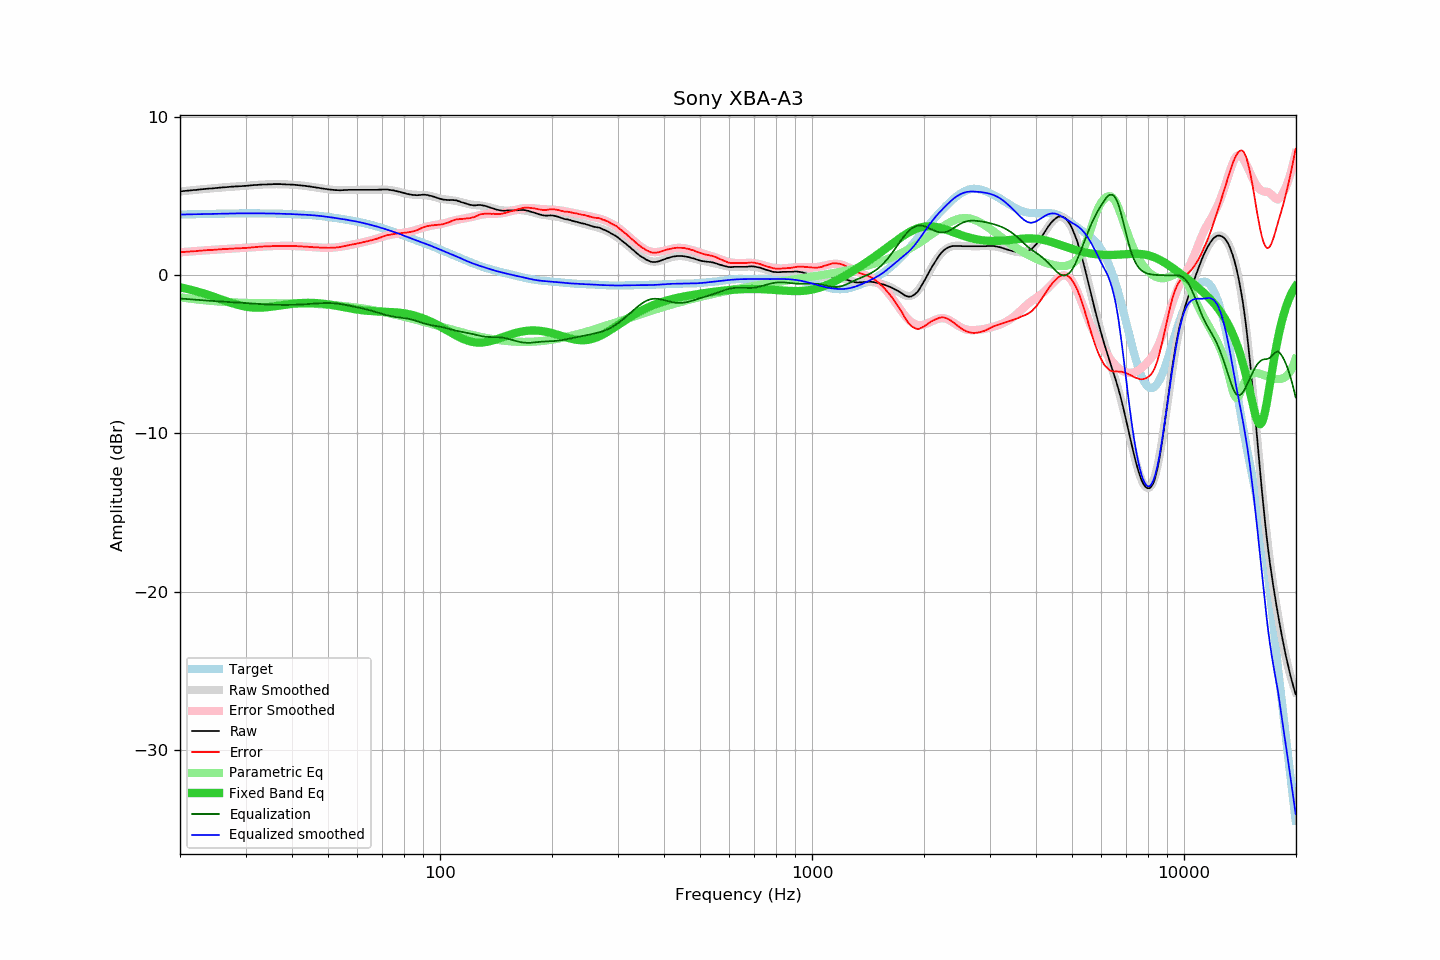 Sony XBA-A3
10
0
−10
−20
−30
Amplitude (dBr)
Target
Raw Smoothed
Error Smoothed
Raw
Error
Parametric Eq
Fixed Band Eq
Equalization
Equalized smoothed
100
1000
10000
Frequency (Hz)